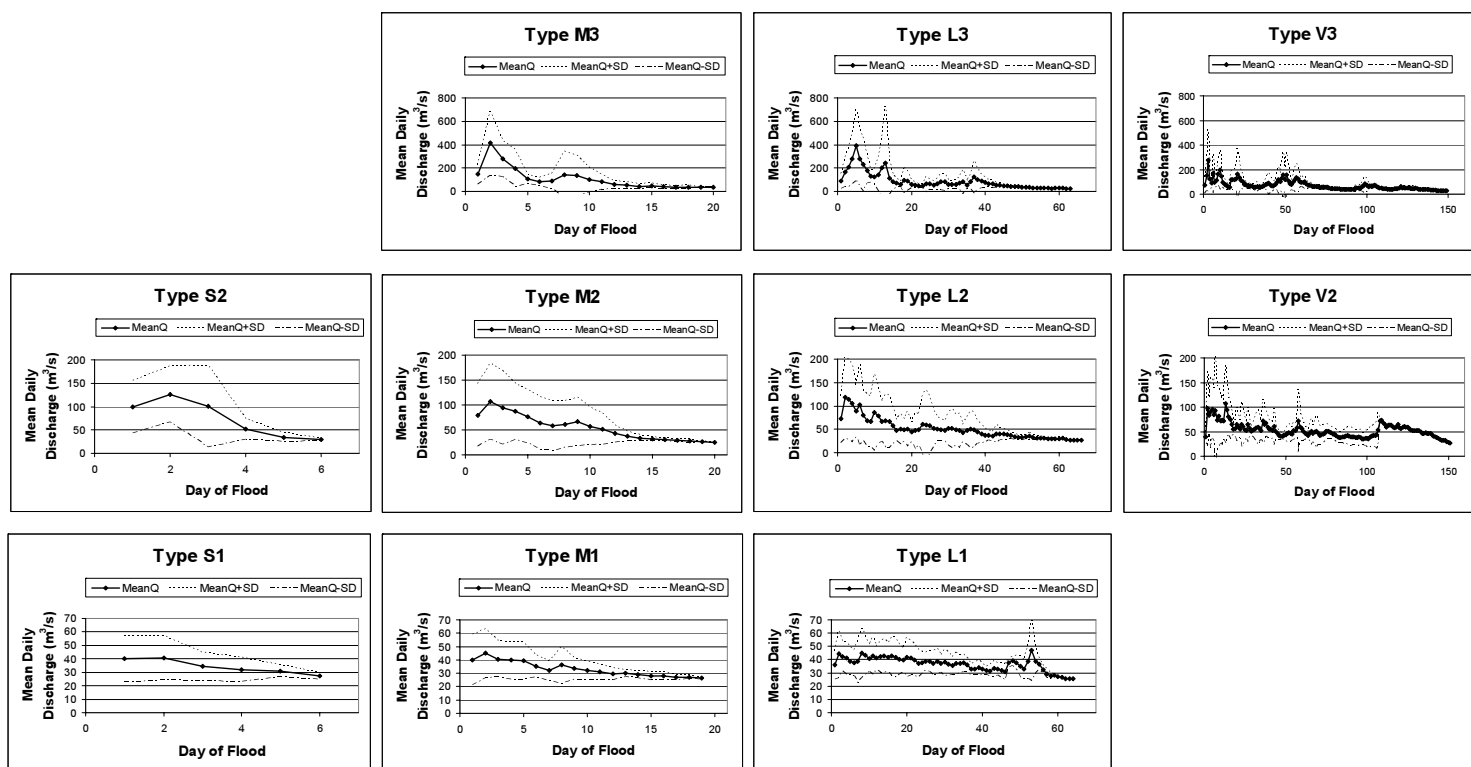 Type M3
MeanQ MeanQ+SD MeanQ-SD
Mean Daily
Discharge (m³/s)
800
600
400
200
0
0 5 10 15 20
Day of Flood
Type L3
MeanQ MeanQ+SD MeanQ-SD
Mean Daily
Discharge (m³/s)
800
600
400
200
0
0 20 40 60
Day of Flood
Type V3
MeanQ MeanQ+SD MeanQ-SD
Mean Daily
Discharge (m³/s)
800
600
400
200
0
0 50 100 150
Day of Flood
Type S2
MeanQ MeanQ+SD MeanQ-SD
Mean Daily
Discharge (m³/s)
200
150
100
50
0
0 2 4 6
Day of Flood
Type M2
MeanQ MeanQ+SD MeanQ-SD
Mean Daily
Discharge (m³/s)
200
150
100
50
0
0 5 10 15 20
Day of Flood
Type L2
MeanQ MeanQ+SD MeanQ-SD
Mean Daily
Discharge (m³/s)
200
150
100
50
0
0 20 40 60
Day of Flood
Type V2
MeanQ MeanQ+SD MeanQ-SD
Mean Daily
Discharge (m³/s)
200
150
100
50
0
0 50 100 150
Day of Flood
Type S1
MeanQ MeanQ+SD MeanQ-SD
Mean Daily
Discharge (m³/s)
70
60
50
40
30
20
10
0
0 2 4 6
Day of Flood
Type M1
MeanQ MeanQ+SD MeanQ-SD
Mean Daily
Discharge (m³/s)
70
60
50
40
30
20
10
0
0 5 10 15 20
Day of Flood
Type L1
MeanQ MeanQ+SD MeanQ-SD
Mean Daily
Discharge (m³/s)
70
60
50
40
30
20
10
0
0 20 40 60
Day of Flood